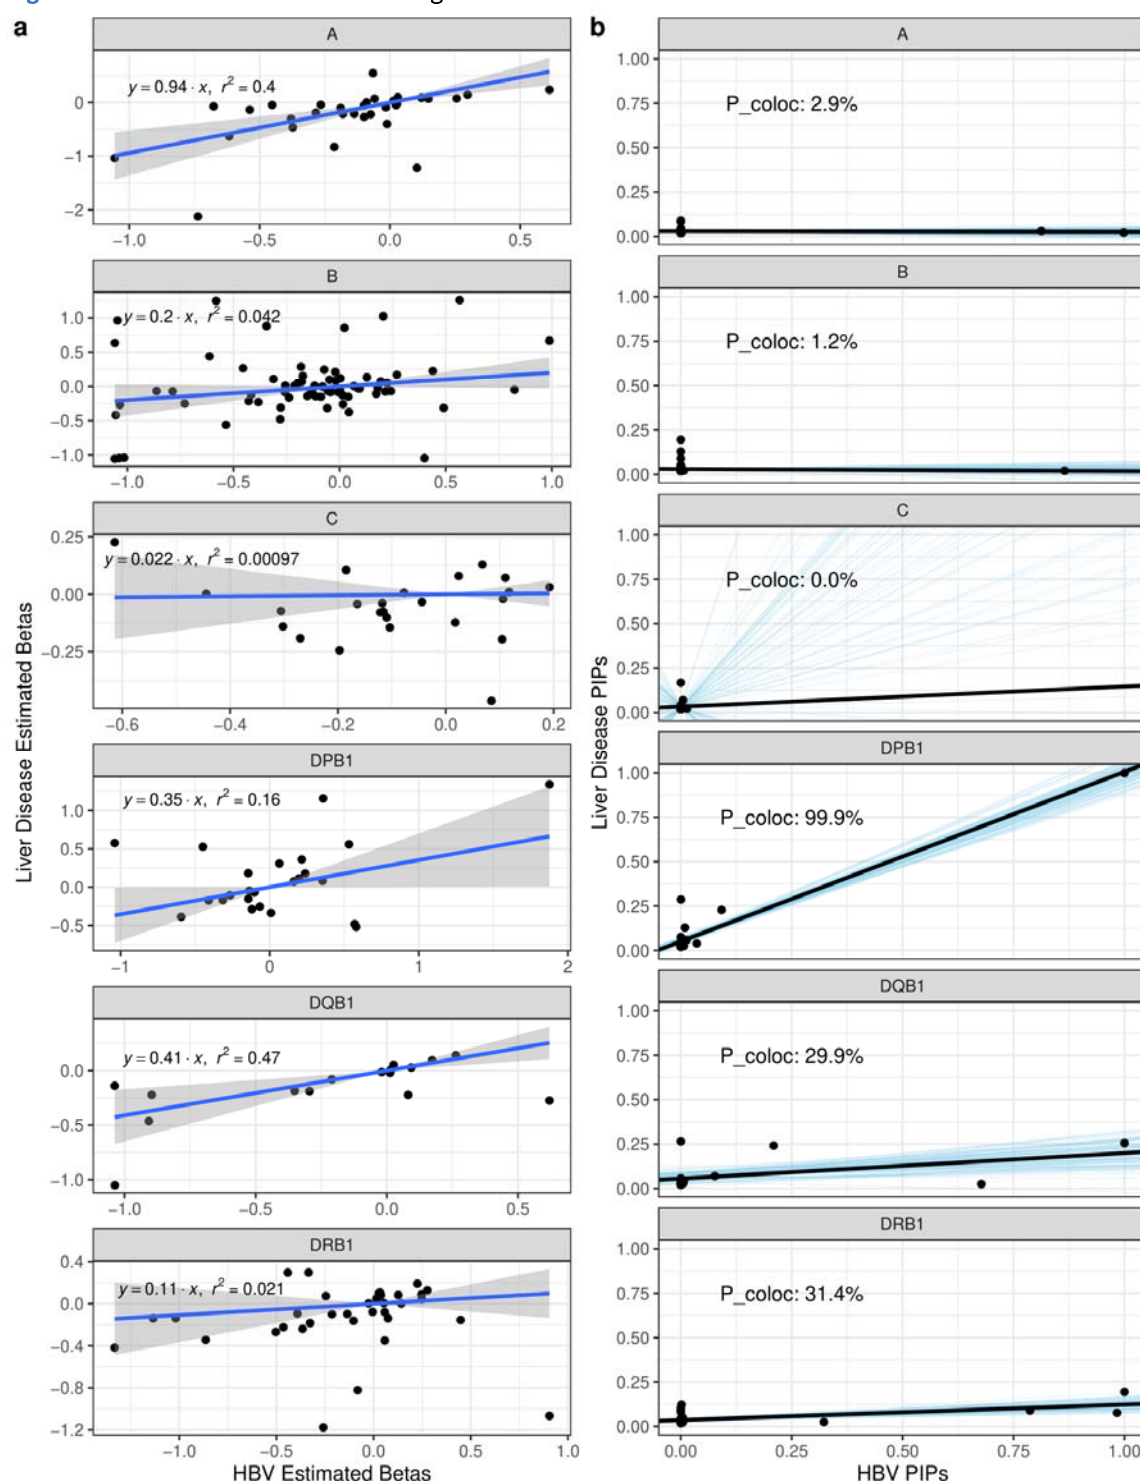 a
b
Liver Disease Estimated Betas
A
y = 0.94 · x, r² = 0.4
0
−1
−2
−1.0 −0.5 0.0 0.5
B
y = 0.2 · x, r² = 0.042
1.0
0.5
0.0
−0.5
−1.0
−1.0 −0.5 0.0 0.5 1.0
C
0.25
y = 0.022 · x, r² = 0.00097
0.00
−0.25
−0.6 −0.4 −0.2 0.0 0.2
DPB1
y = 0.35 · x, r² = 0.16
1.0
0.5
0.0
−0.5
−1 0 1 2
DQB1
y = 0.41 · x, r² = 0.47
0.0
−0.5
−1.0
−1.0 −0.5 0.0 0.5
DRB1
0.4
y = 0.11 · x, r² = 0.021
0.0
−0.4
−0.8
−1.2
−1.0 −0.5 0.0 0.5 1.0
HBV Estimated Betas
Liver Disease PIPs
A
1.00
P_coloc: 2.9%
0.75
0.50
0.25
0.00
B
1.00
P_coloc: 1.2%
0.75
0.50
0.25
0.00
C
1.00
P_coloc: 0.0%
0.75
0.50
0.25
0.00
DPB1
1.00
P_coloc: 99.9%
0.75
0.50
0.25
0.00
DQB1
1.00
P_coloc: 29.9%
0.75
0.50
0.25
0.00
DRB1
1.00
P_coloc: 31.4%
0.75
0.50
0.25
0.00
0.00 0.25 0.50 0.75 1.00
HBV PIPs